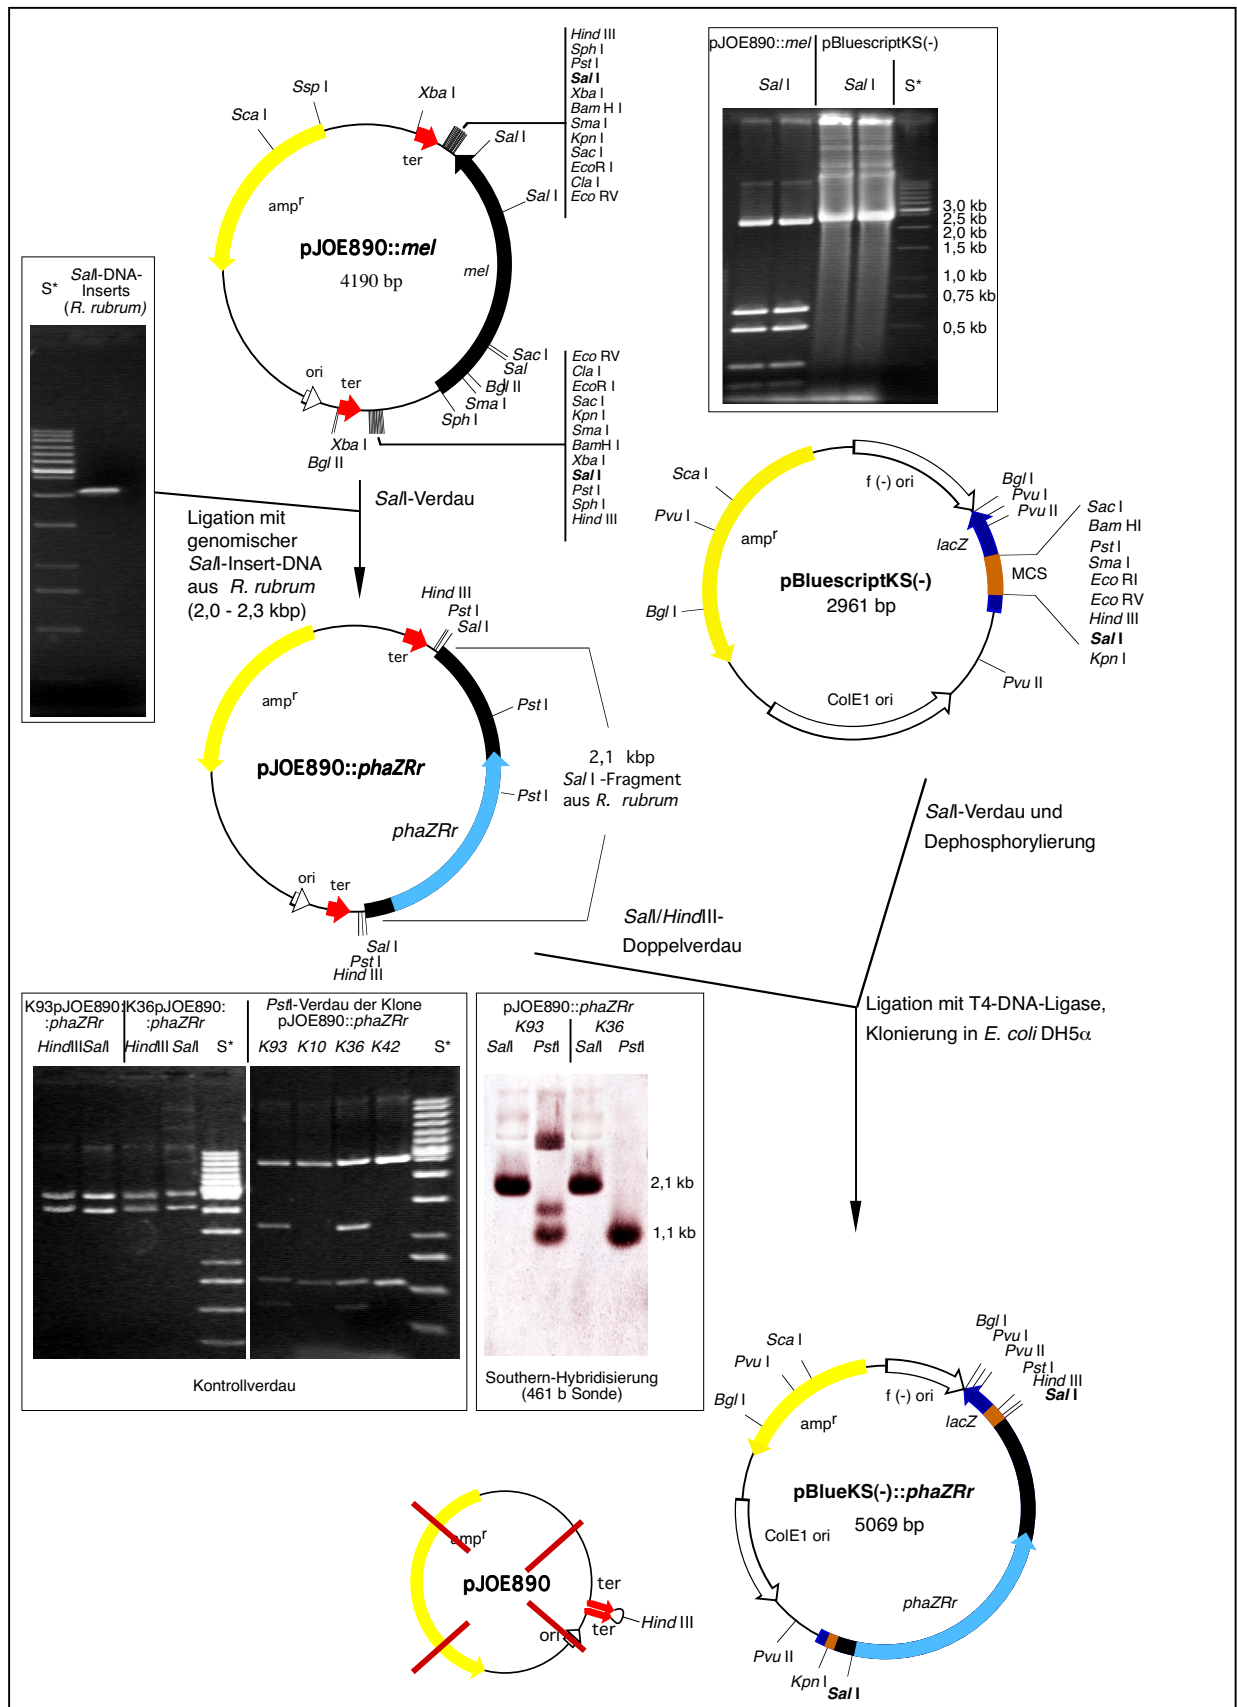 Hind III
Sph I
Pst I
Sal I
Xba I
Bam H I
Sma I
Kpn I
Sac I
EcoR I
Cla I
Eco RV
Ssp I
Sca I
Xba I
ter
Sal I
Sal I
ampr
pJOE890::mel
4190 bp
mel
Sac I
Sal
Bgl II
Sma I
Sph I
ori
ter
Xba I
Bgl II
Eco RV
Cla I
EcoR I
Sac I
Kpn I
Sma I
BamH I
Xba I
Sal I
Pst I
Sph I
Hind III
pJOE890::mel
pBluescriptKS(-)
Sal I
Sal I
S*
3,0 kb
2,5 kb
2,0 kb
1,5 kb
1,0 kb
0,75 kb
0,5 kb
S*
SalI-DNA-
Inserts
(R. rubrum)
SalI-Verdau
Ligation mit
genomischer
SalI-Insert-DNA
aus R. rubrum
(2,0 - 2,3 kbp)
Sca I
Pvu I
Bgl I
ampr
f (-) ori
Bgl I
Pvu I
Pvu II
lacZ
MCS
pBluescriptKS(-)
2961 bp
Sac I
Bam HI
Pst I
Sma I
Eco RI
Eco RV
Hind III
Sal I
Kpn I
Pvu II
ColE1 ori
Hind III
Pst I
Sal I
ter
ampr
Pst I
pJOE890::phaZRr
Pst I
phaZRr
2,1 kbp
Sal I -Fragment
aus R. rubrum
ori
ter
Sal I
Pst I
Hind III
SalI-Verdau und
Dephosphorylierung
SalI/HindIII-
Doppelverdau
Ligation mit T4-DNA-Ligase,
Klonierung in E. coli DH5α
K93pJOE890:
:phaZRr
HindIIISalI
K36pJOE890:
:phaZRr
HindIII SalI
S*
PstI-Verdau der Klone
pJOE890::phaZRr
K93 K10 K36 K42 S*
Kontrollverdau
pJOE890::phaZRr
K93 K36
SalI PstI SalI PstI
2,1 kb
1,1 kb
Southern-Hybridisierung
(461 b Sonde)
Sca I
Pvu I
Bgl I
ampr
f (-) ori
Bgl I
Pvu I
Pvu II
Pst I
Hind III
Sal I
lacZ
pBlueKS(-)::phaZRr
5069 bp
ColE1 ori
phaZRr
Pvu II
Kpn I
Sal I
ampr
pJOE890
ter
ter
ori
Hind III